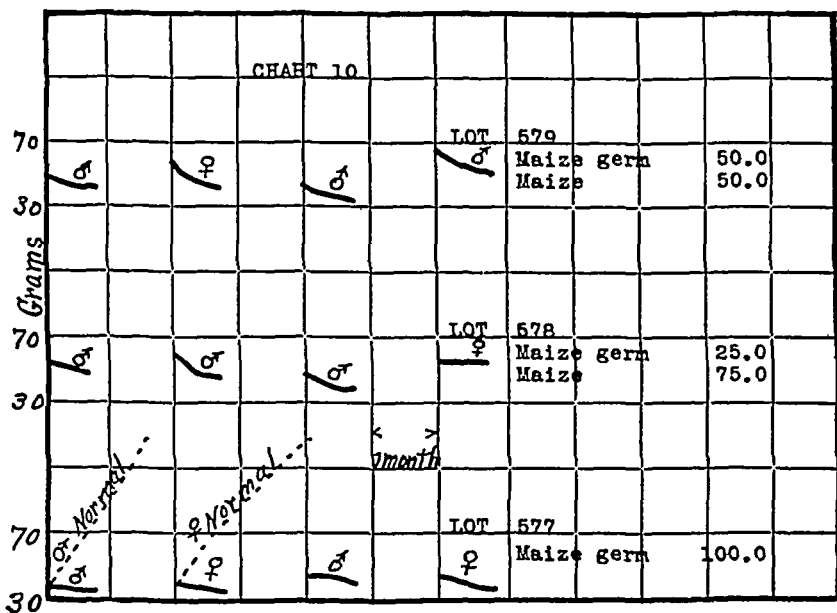 CHART 10
70
LOT 579
♂ ♀ ♂ ♂ Maize germ 50.0
Maize 50.0
30
Grams
70
LOT 578
♂ ♂ ♂ ♀ Maize germ 25.0
Maize 75.0
30
1 month
♂ Normal
♀ Normal
70
LOT 577
Maize germ 100.0
♂ ♀ ♂ ♀
30